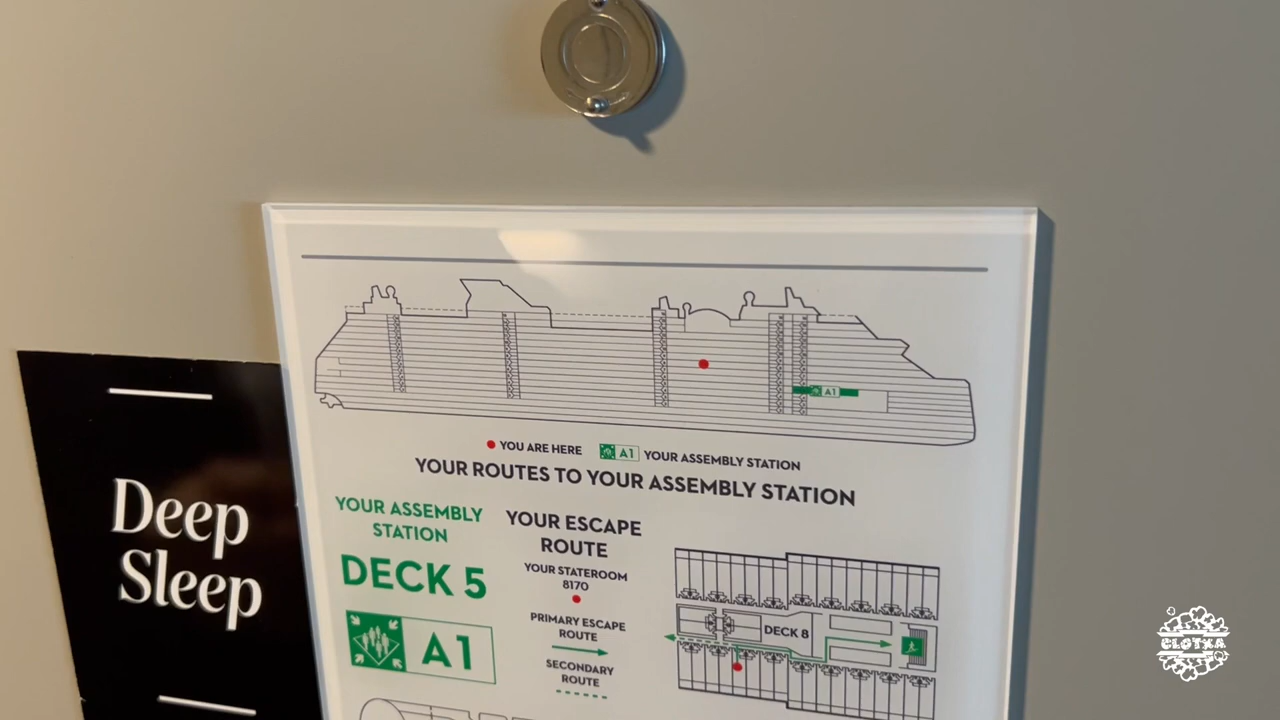 A1
YOU ARE HERE
A1 YOUR ASSEMBLY STATION
YOUR ROUTES TO YOUR ASSEMBLY STATION
YOUR ASSEMBLY
STATION
DECK 5
A1
YOUR ESCAPE
ROUTE
YOUR STATEROOM
8170
PRIMARY ESCAPE
ROUTE
SECONDARY
ROUTE
DECK 8
Deep
Sleep
CLOTKA